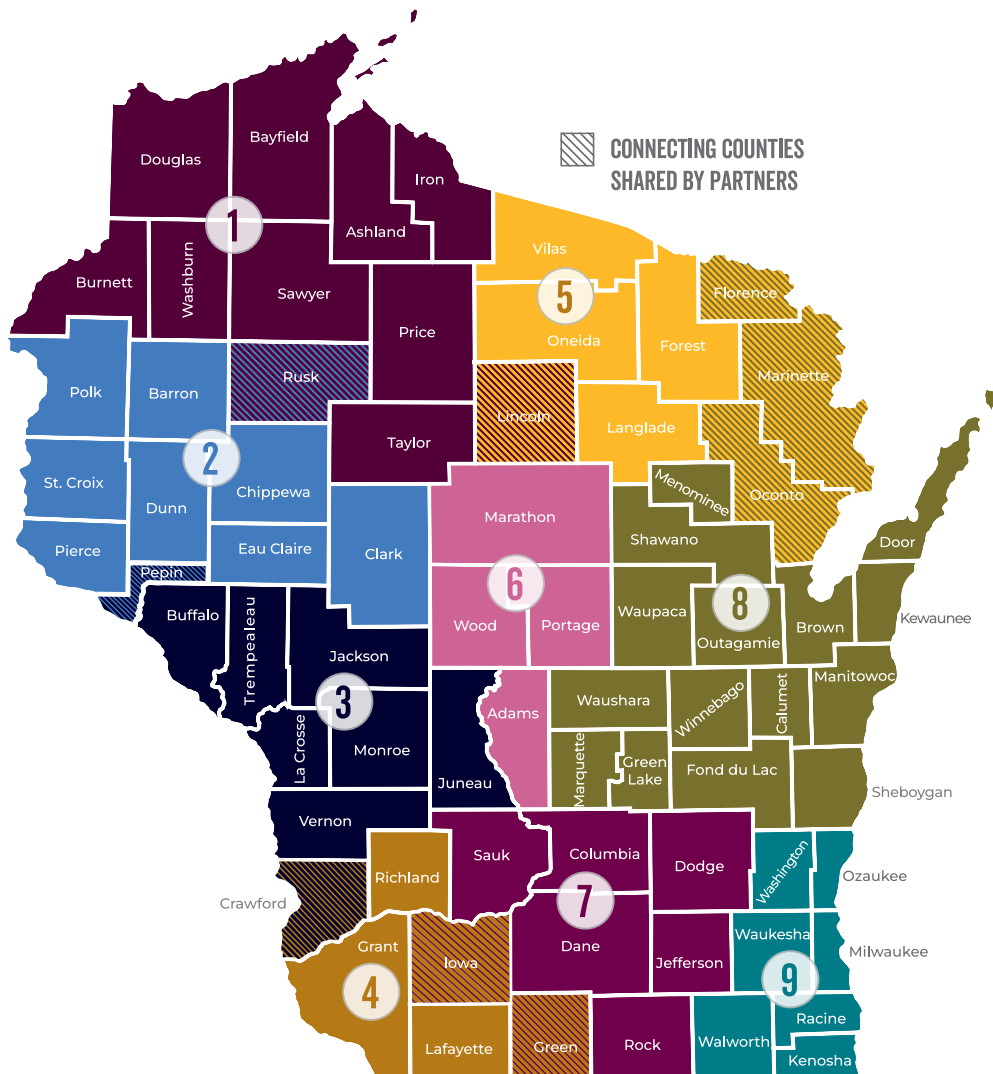 CONNECTING COUNTIES
SHARED BY PARTNERS
Bayfield
Douglas
Iron
Ashland
1
Vilas
Burnett
Washburn
Sawyer
5
Florence
Price
Oneida
Forest
Rusk
Marinette
Polk
Barron
Lincoln
Taylor
Langlade
2
St. Croix
Chippewa
Menominee
Oconto
Dunn
Marathon
Shawano
Door
Pierce
Eau Claire
Clark
Pepin
6
8
Buffalo
Trempealeau
Wood
Portage
Waupaca
Outagamie
Brown
Kewaunee
Jackson
Manitowoc
3
Adams
Waushara
Winnebago
Calumet
La Crosse
Monroe
Juneau
Marquette
Green
Lake
Fond du Lac
Sheboygan
Vernon
Sauk
Columbia
Dodge
Washington
Richland
Ozaukee
Crawford
7
Grant
Dane
Waukesha
Milwaukee
Iowa
Jefferson
4
9
Racine
Lafayette
Green
Rock
Walworth
Kenosha